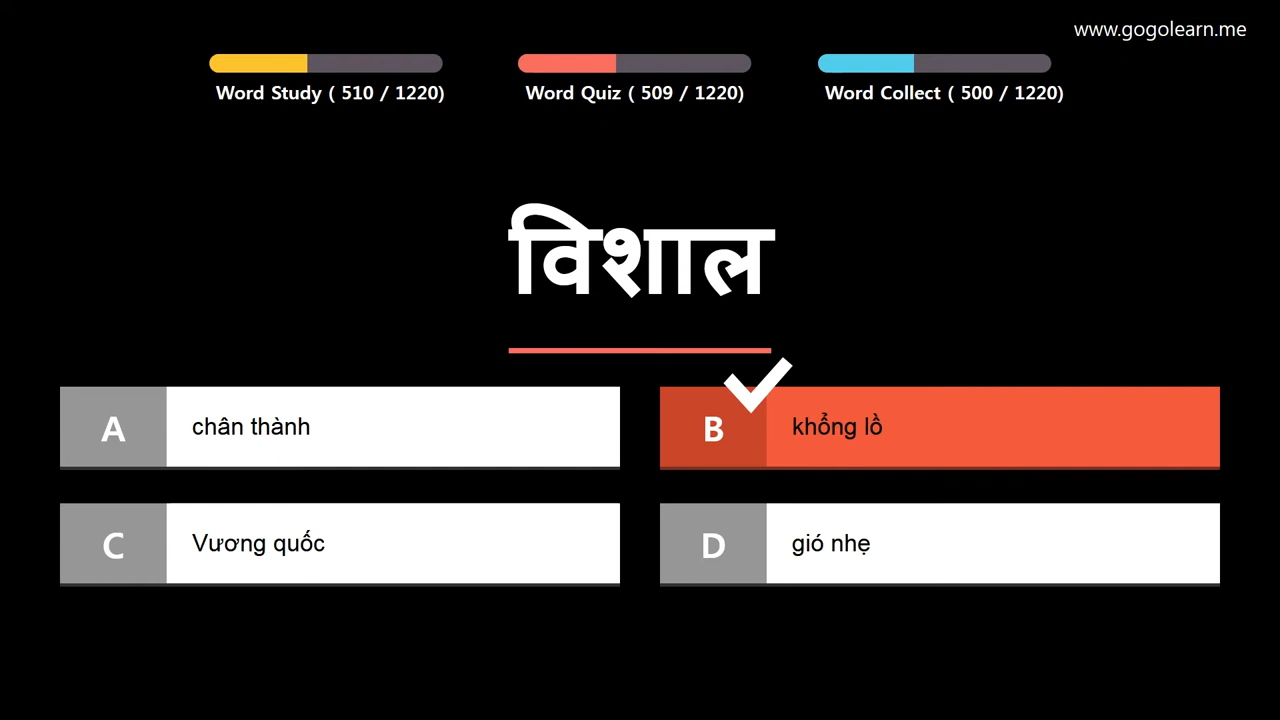 www.gogolearn.me
Word Study ( 510 / 1220)
Word Quiz ( 509 / 1220)
Word Collect ( 500 / 1220)
विशाल
A chân thành
B khổng lồ
C Vương quốc
D gió nhẹ